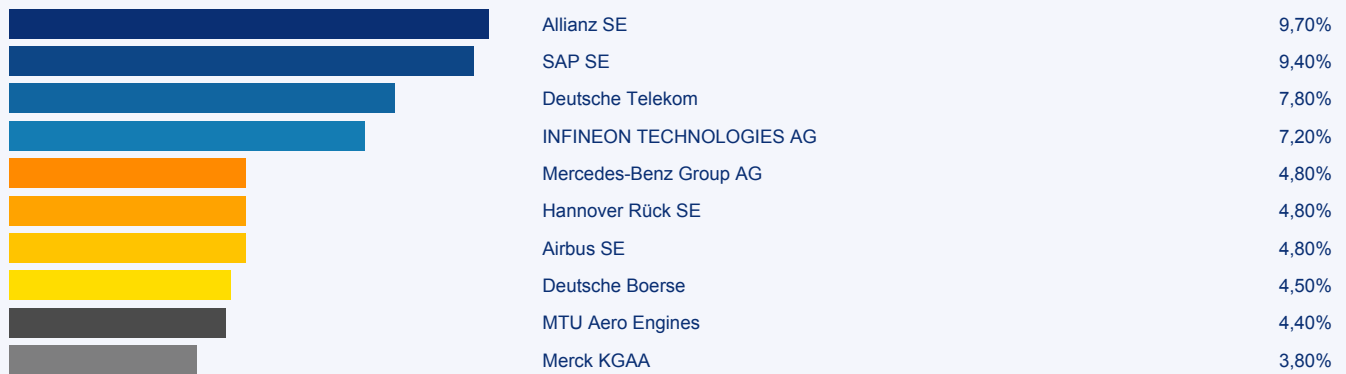 Allianz SE 9,70%
SAP SE 9,40%
Deutsche Telekom 7,80%
INFINEON TECHNOLOGIES AG 7,20%
Mercedes-Benz Group AG 4,80%
Hannover Rück SE 4,80%
Airbus SE 4,80%
Deutsche Boerse 4,50%
MTU Aero Engines 4,40%
Merck KGAA 3,80%